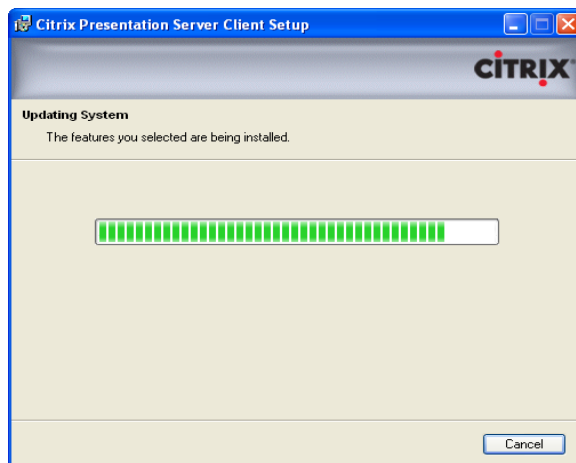 Citrix Presentation Server Client Setup
CITRIX
Updating System
The features you selected are being installed.
Cancel